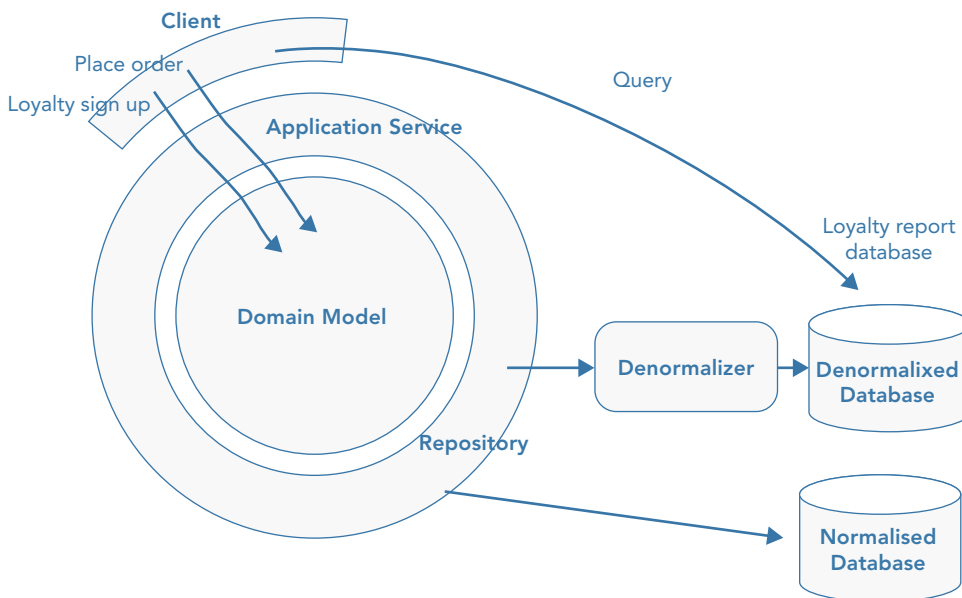 Client
Place order
Loyalty sign up
Query
Application Service
Loyalty report
database
Domain Model
Denormalizer
Denormalixed
Database
Repository
Normalised
Database